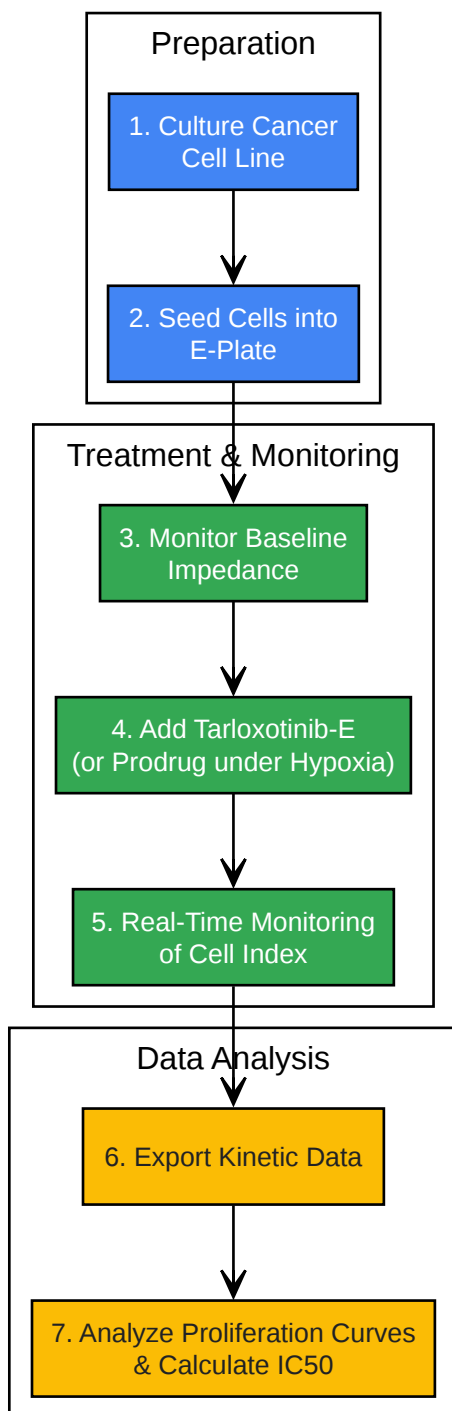 Preparation
1. Culture Cancer
Cell Line
2. Seed Cells into
E-Plate
Treatment & Monitoring
3. Monitor Baseline
Impedance
4. Add Tarloxotinib-E
(or Prodrug under Hypoxia)
5. Real-Time Monitoring
of Cell Index
Data Analysis
6. Export Kinetic Data
7. Analyze Proliferation Curves
& Calculate IC50